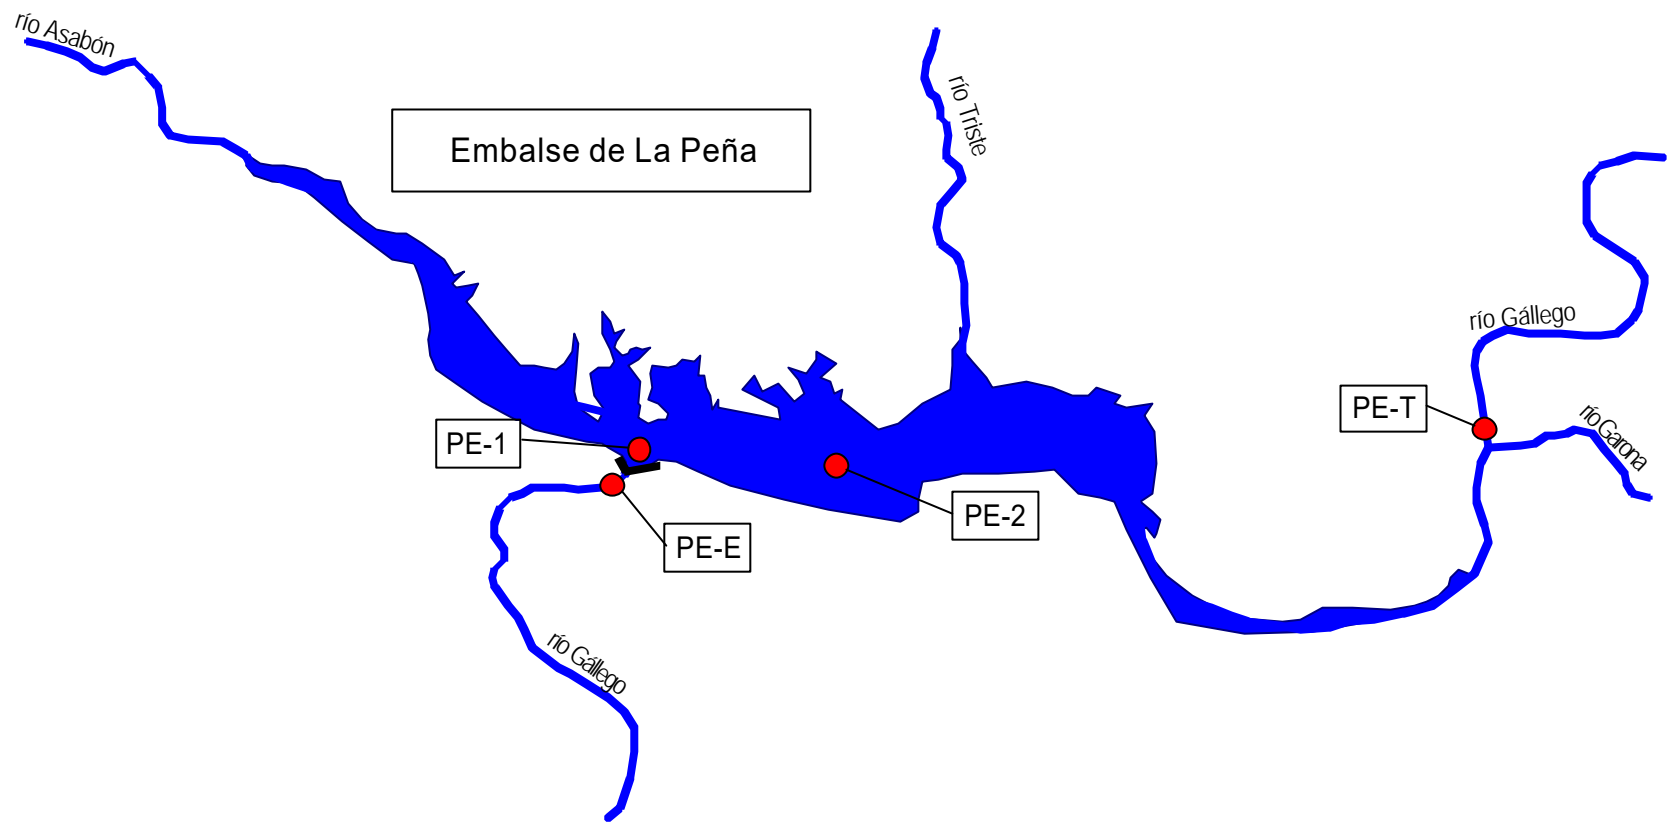 río Asabón
Embalse de La Peña
río Triste
río Gállego
PE-T
río Garona
PE-1
PE-2
PE-E
río Gállego